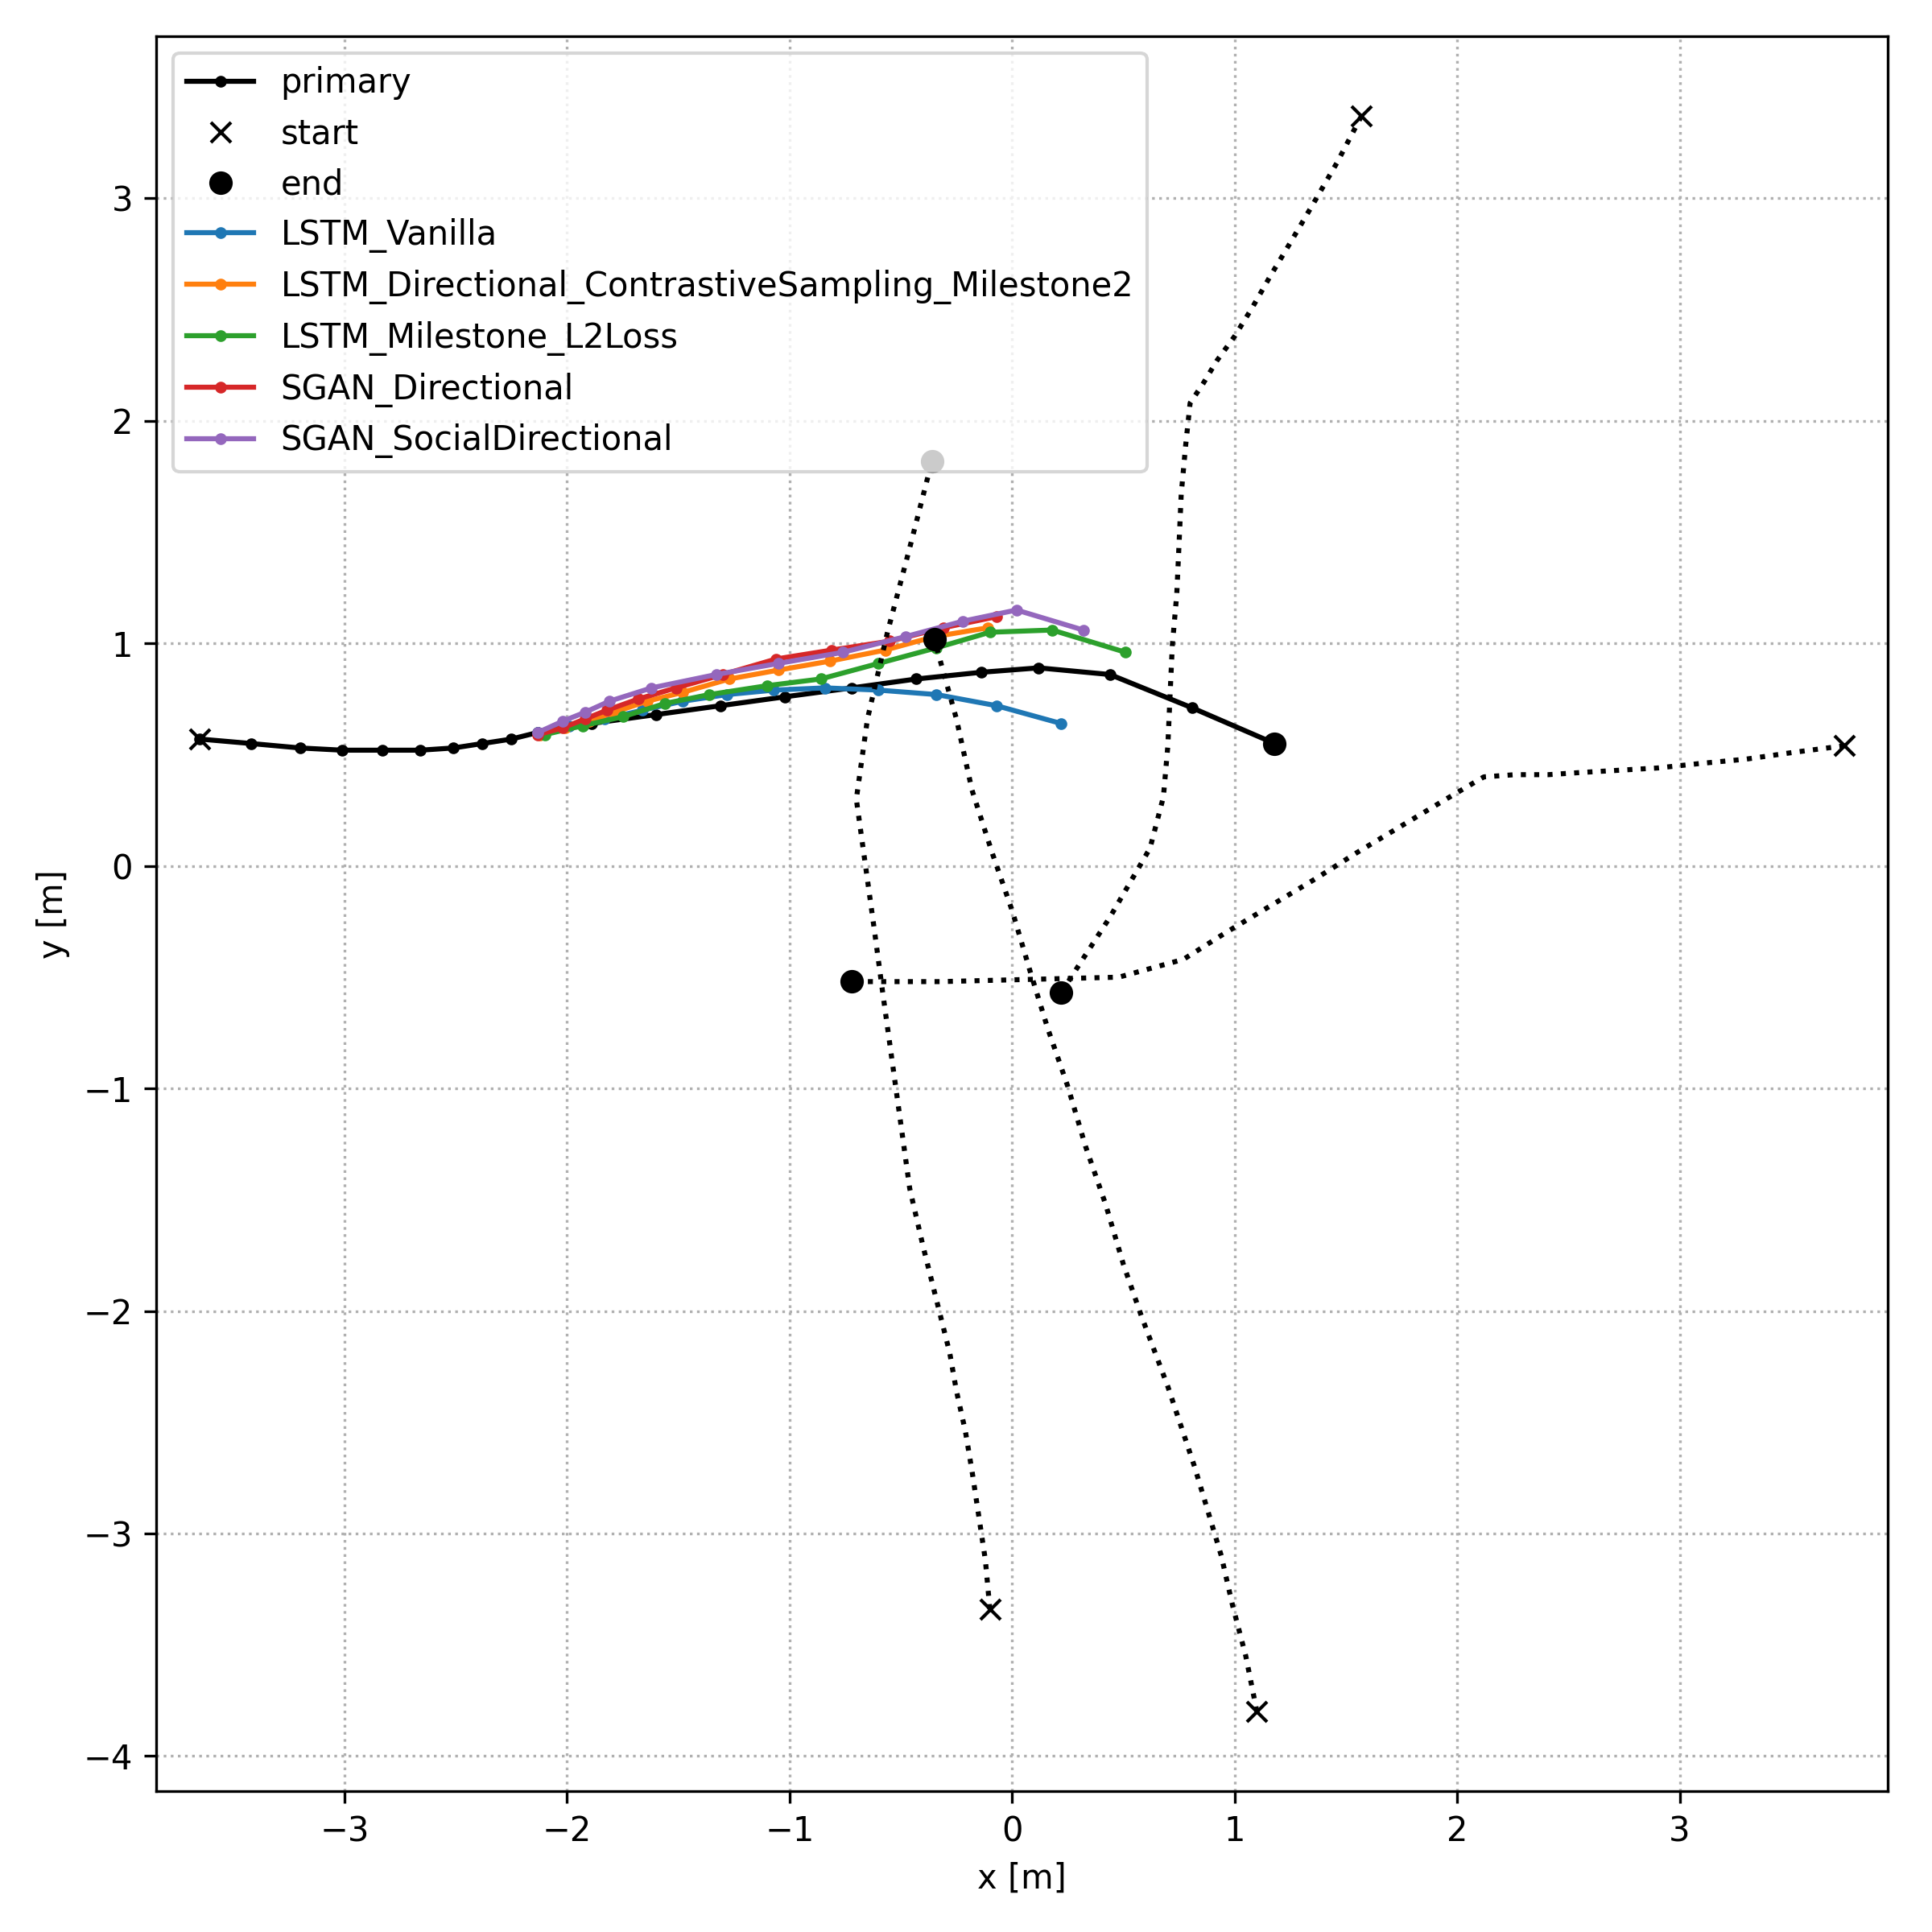 primary
start
end
LSTM_Vanilla
LSTM_Directional_ContrastiveSampling_Milestone2
LSTM_Milestone_L2Loss
SGAN_Directional
SGAN_SocialDirectional
3
2
1
0
−1
−2
−3
−4
y [m]
−3 −2 −1 0 1 2 3
x [m]